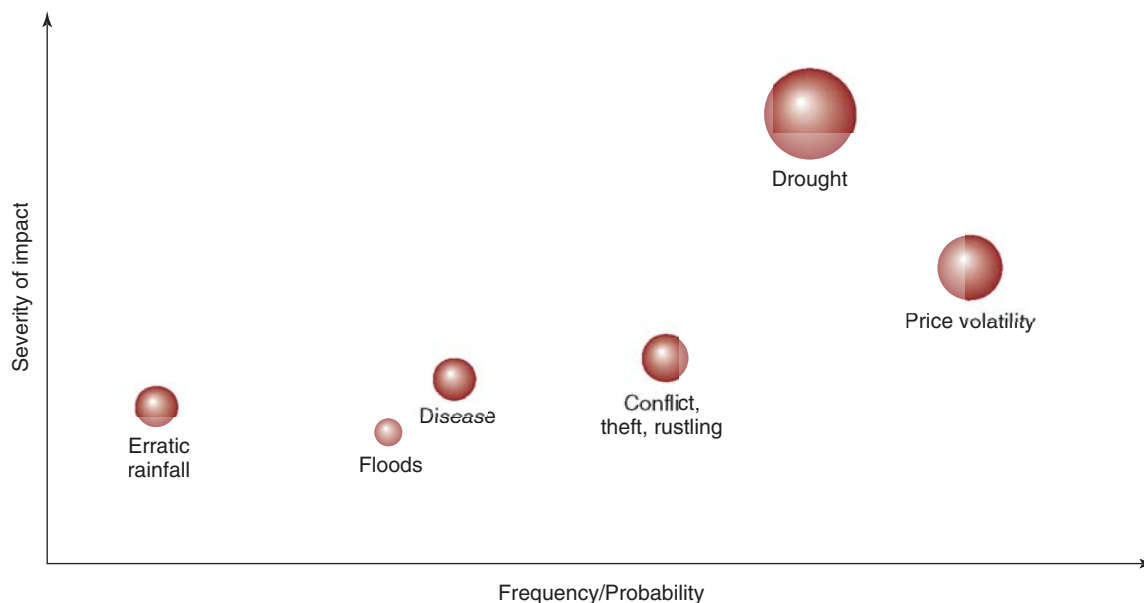 Severity of impact
Drought
Price volatility
Conflict,
theft, rustling
Disease
Erratic
rainfall
Floods
Frequency/Probability